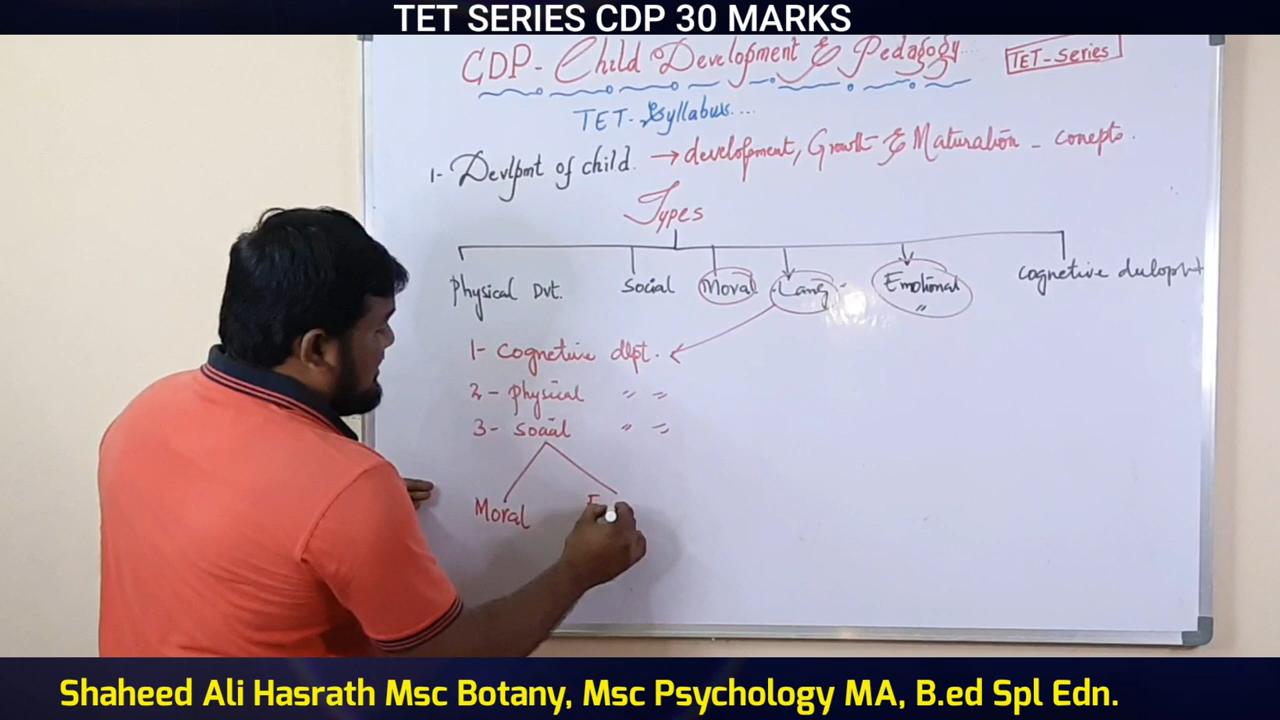 TET SERIES CDP 30 MARKS
CDP - Child Development & Pedagogy...
TET-Series
TET-Syllabus...
1- Devlpmt of child. → development, Growth & Maturation - conepts.
Types
physical Dvt. social Moral Lang Emotional cognetive dulopmt
"
1- cognetive dlpt.
2- physical " =
3- social " =
Moral E
Shaheed Ali Hasrath Msc Botany, Msc Psychology MA, B.ed Spl Edn.